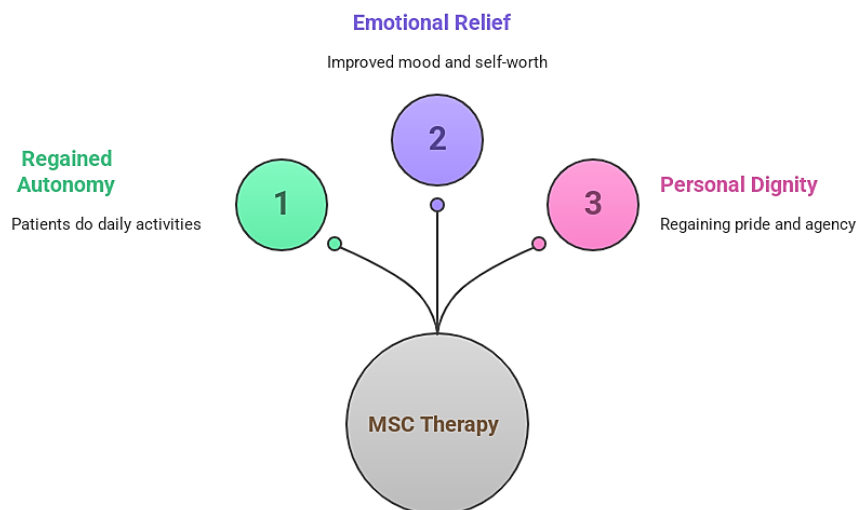 Emotional Relief
Improved mood and self-worth
2
Regained
Autonomy
Patients do daily activities
1
3
Personal Dignity
Regaining pride and agency
MSC Therapy